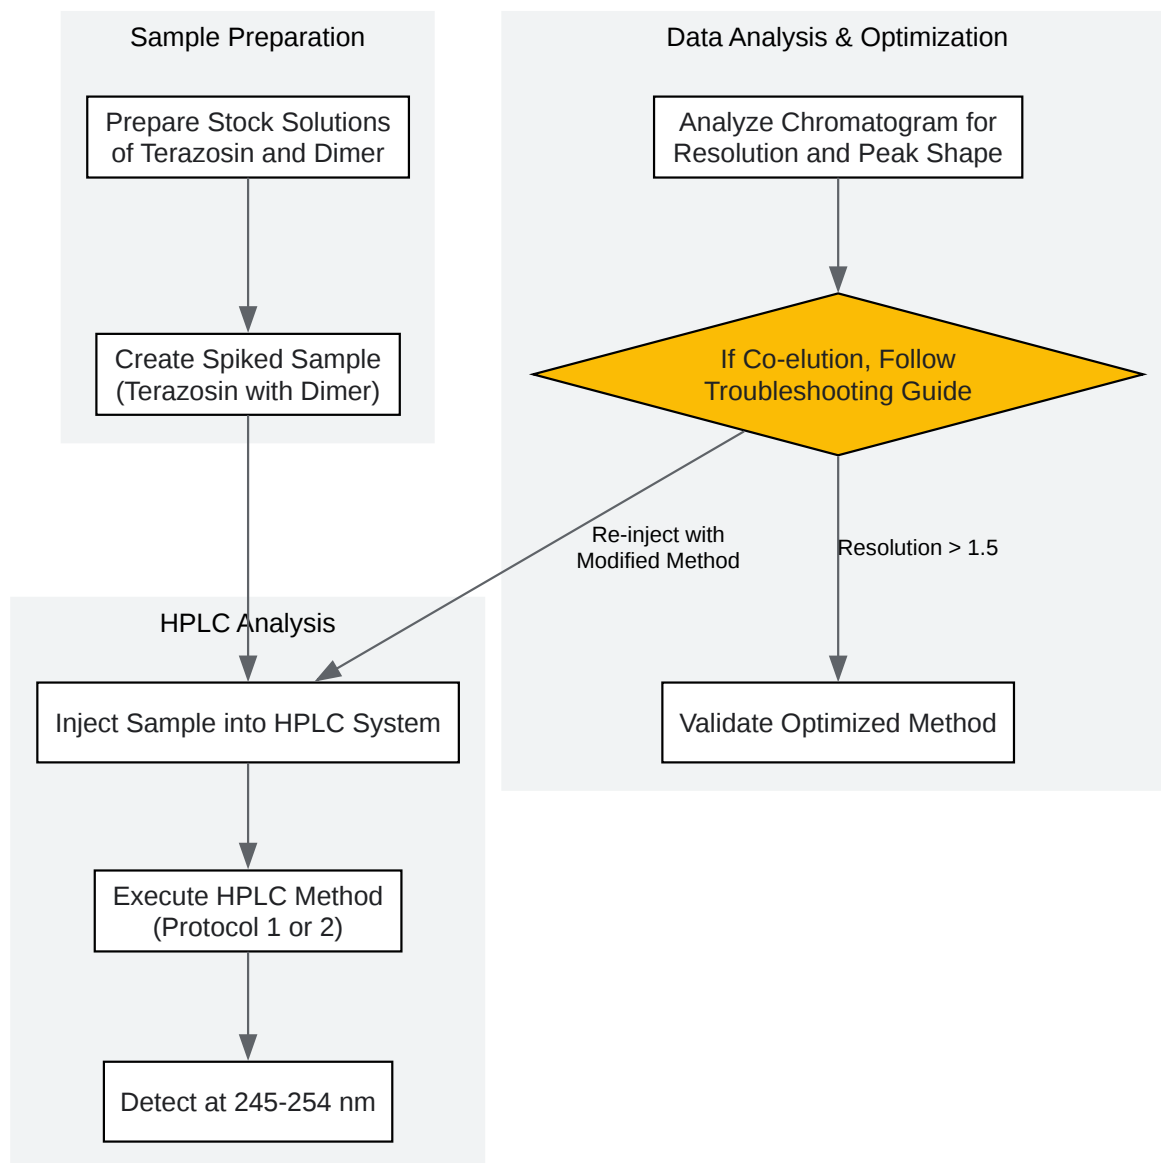 Sample Preparation
Prepare Stock Solutions
of Terazosin and Dimer
Create Spiked Sample
(Terazosin with Dimer)
Data Analysis & Optimization
Analyze Chromatogram for
Resolution and Peak Shape
If Co-elution, Follow
Troubleshooting Guide
Re-inject with
Modified Method
Resolution > 1.5
Validate Optimized Method
HPLC Analysis
Inject Sample into HPLC System
Execute HPLC Method
(Protocol 1 or 2)
Detect at 245-254 nm